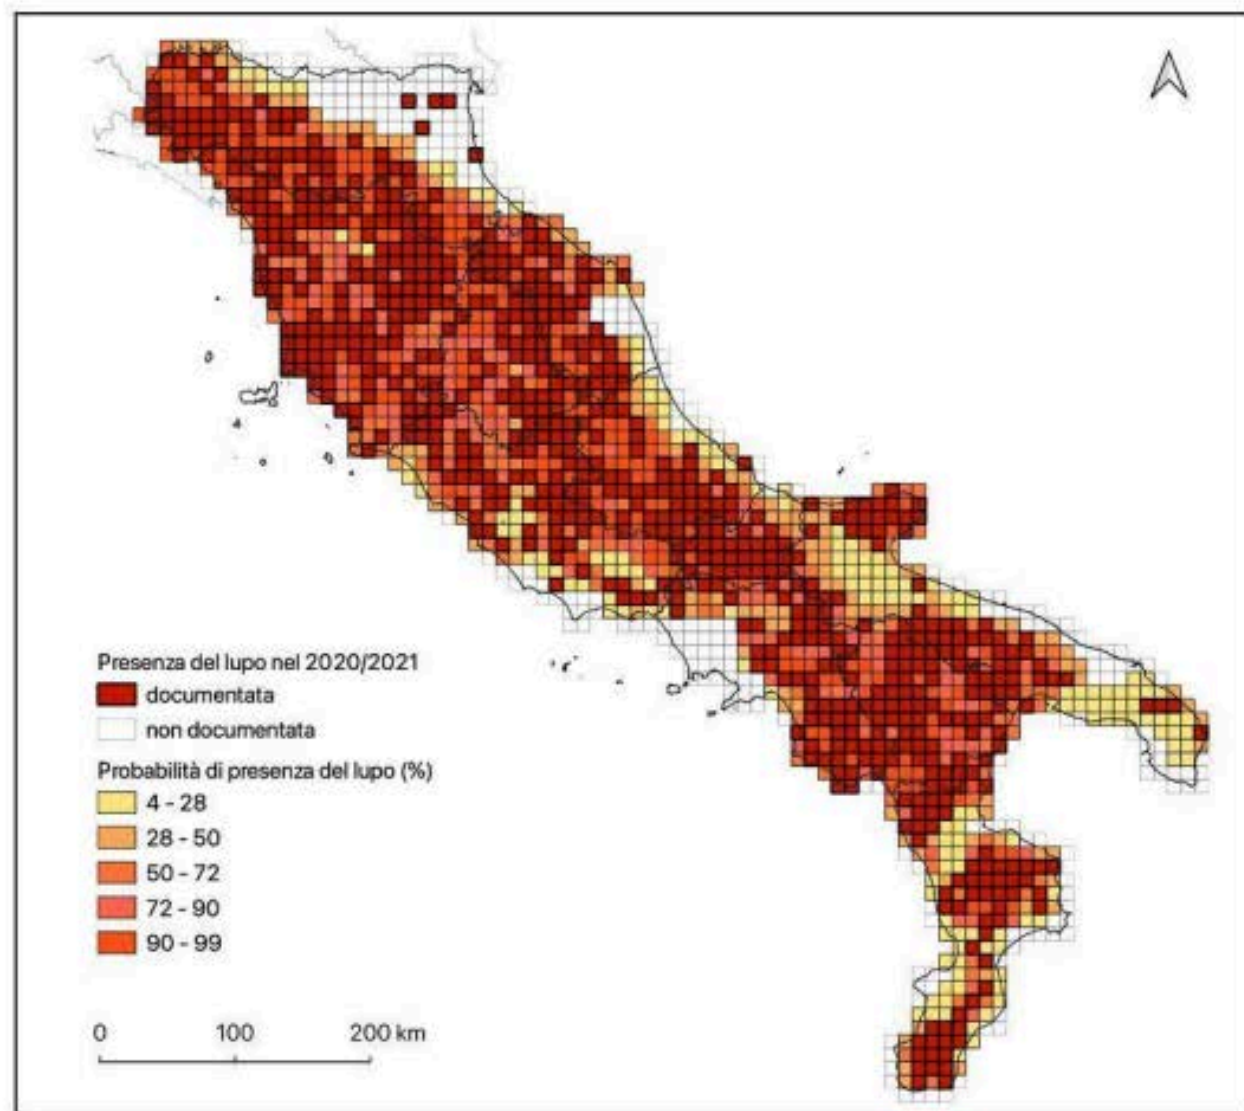 Presenza del lupo nel 2020/2021
documentata
non documentata
Probabilità di presenza del lupo (%)
4 - 28
28 - 50
50 - 72
72 - 90
90 - 99
0 100 200 km